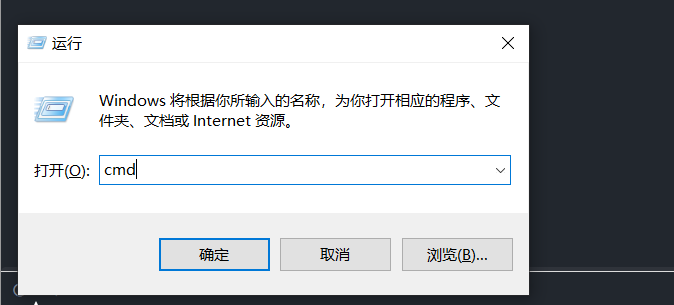 运行
Windows 将根据你所输入的名称，为你打开相应的程序、文
件夹、文档或 Internet 资源。
打开(O): cmd
确定 取消 浏览(B)...